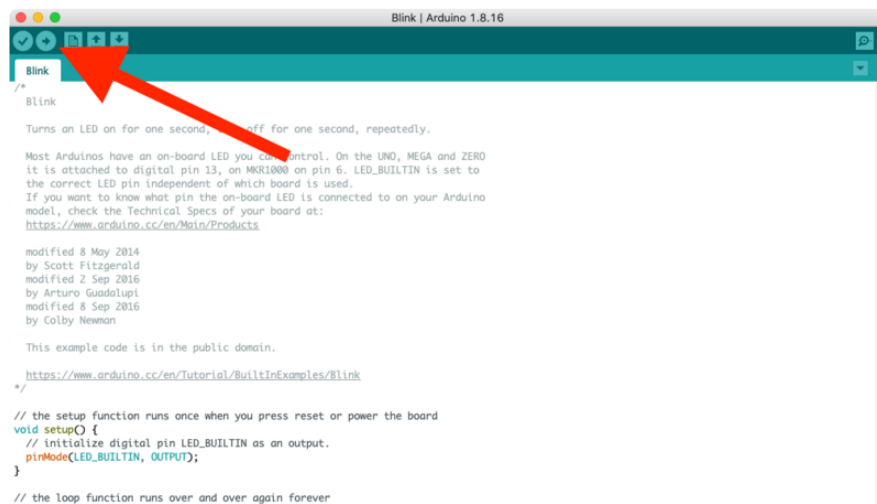 Blink | Arduino 1.8.16
Blink
/*
Blink
Turns an LED on for one second, off for one second, repeatedly.
Most Arduinos have an on-board LED you can control. On the UNO, MEGA and ZERO
it is attached to digital pin 13, on MKR1000 on pin 6. LED_BUILTIN is set to
the correct LED pin independent of which board is used.
If you want to know what pin the on-board LED is connected to on your Arduino
model, check the Technical Specs of your board at:
https://www.arduino.cc/en/Main/Products
modified 8 May 2014
by Scott Fitzgerald
modified 2 Sep 2016
by Arturo Guadalupi
modified 8 Sep 2016
by Colby Newman
This example code is in the public domain.
https://www.arduino.cc/en/Tutorial/BuiltInExamples/Blink
*/
// the setup function runs once when you press reset or power the board
void setup() {
// initialize digital pin LED_BUILTIN as an output.
pinMode(LED_BUILTIN, OUTPUT);
}
// the loop function runs over and over again forever